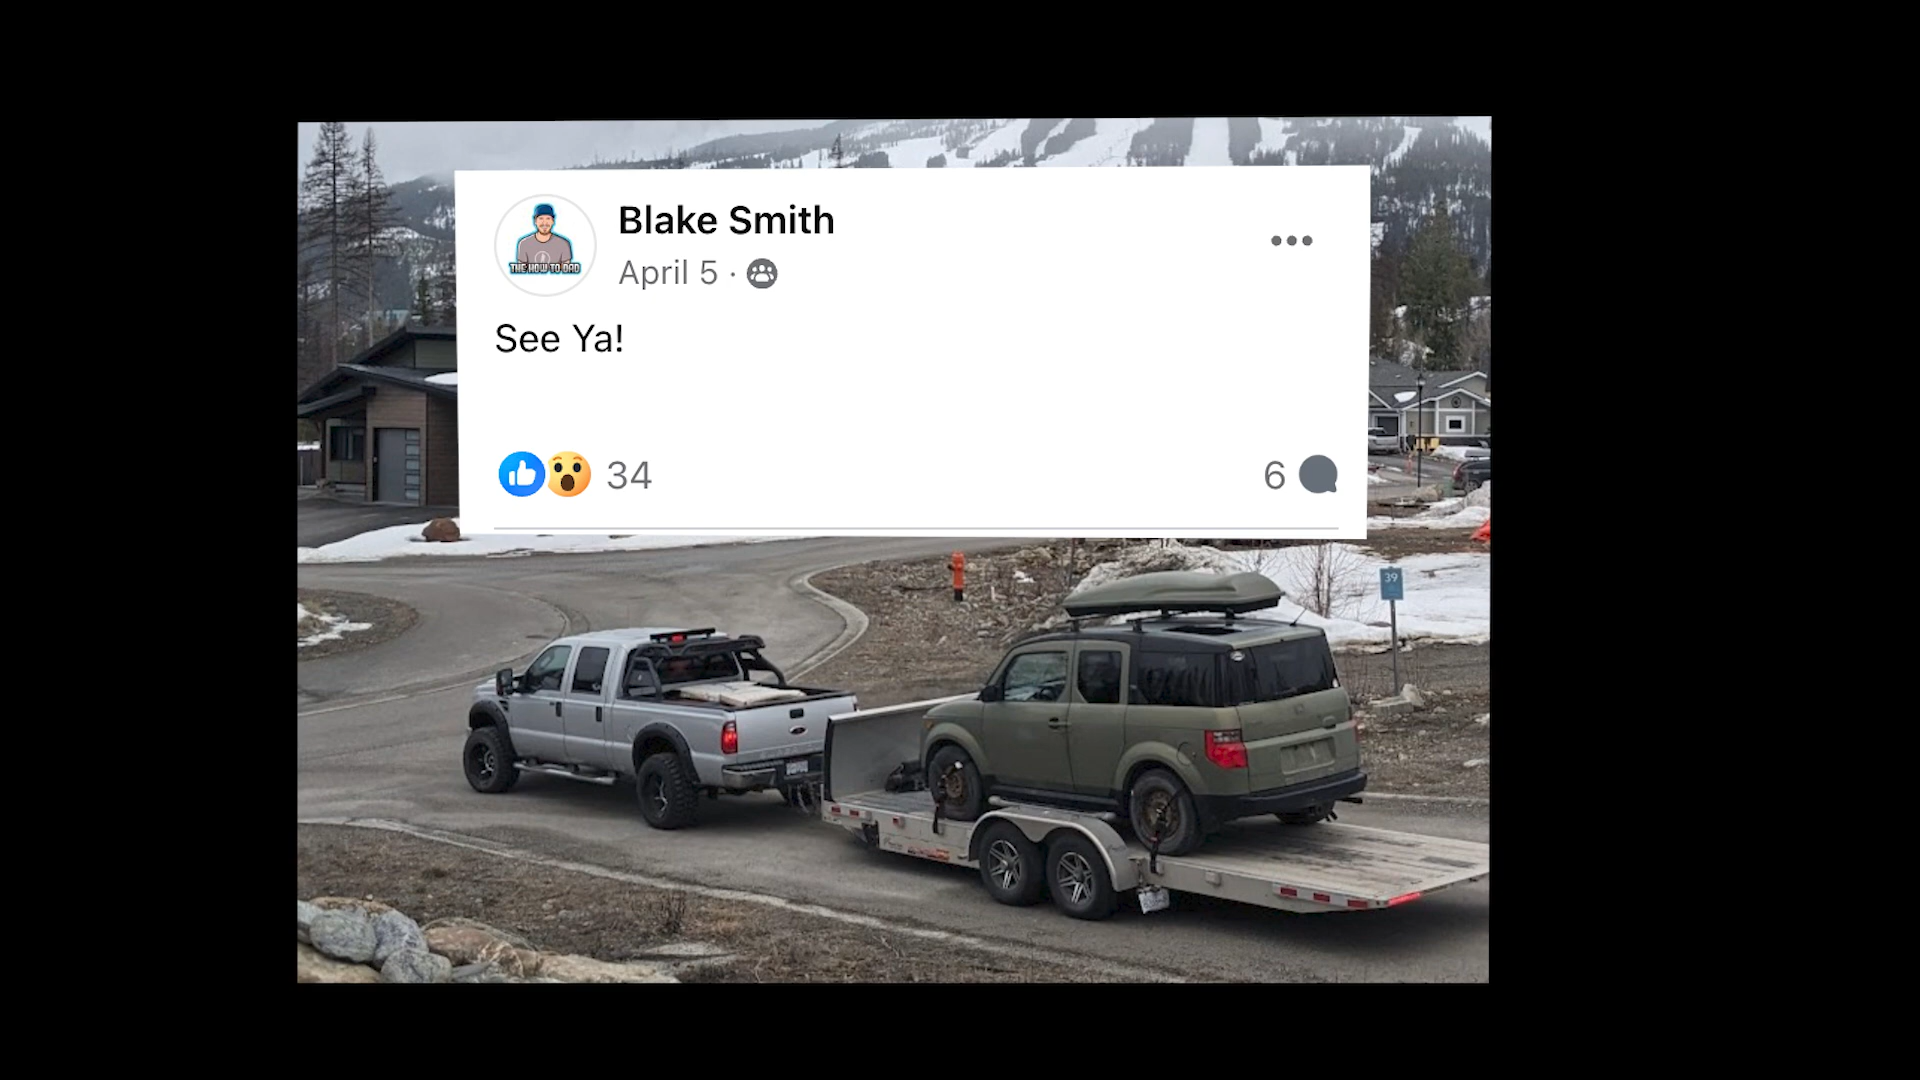 Blake Smith
April 5 ·
THE HOW TO DAD
See Ya!
34
6
39